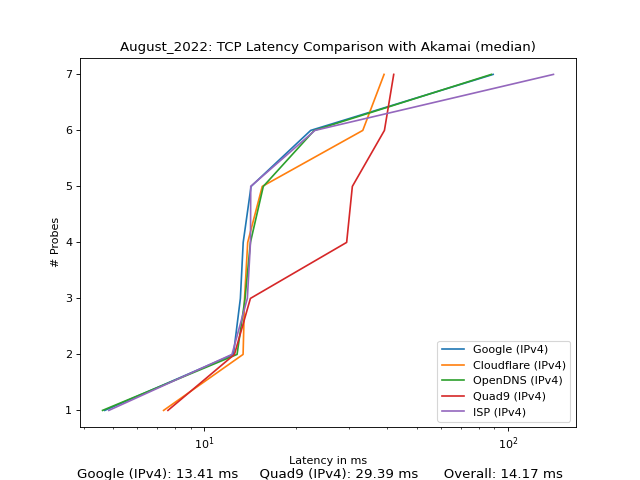 August_2022: TCP Latency Comparison with Akamai (median)
# Probes
7
6
5
4
3
2
1
Google (IPv4)
Cloudflare (IPv4)
OpenDNS (IPv4)
Quad9 (IPv4)
ISP (IPv4)
10¹ 10²
Latency in ms
Google (IPv4): 13.41 ms Quad9 (IPv4): 29.39 ms Overall: 14.17 ms